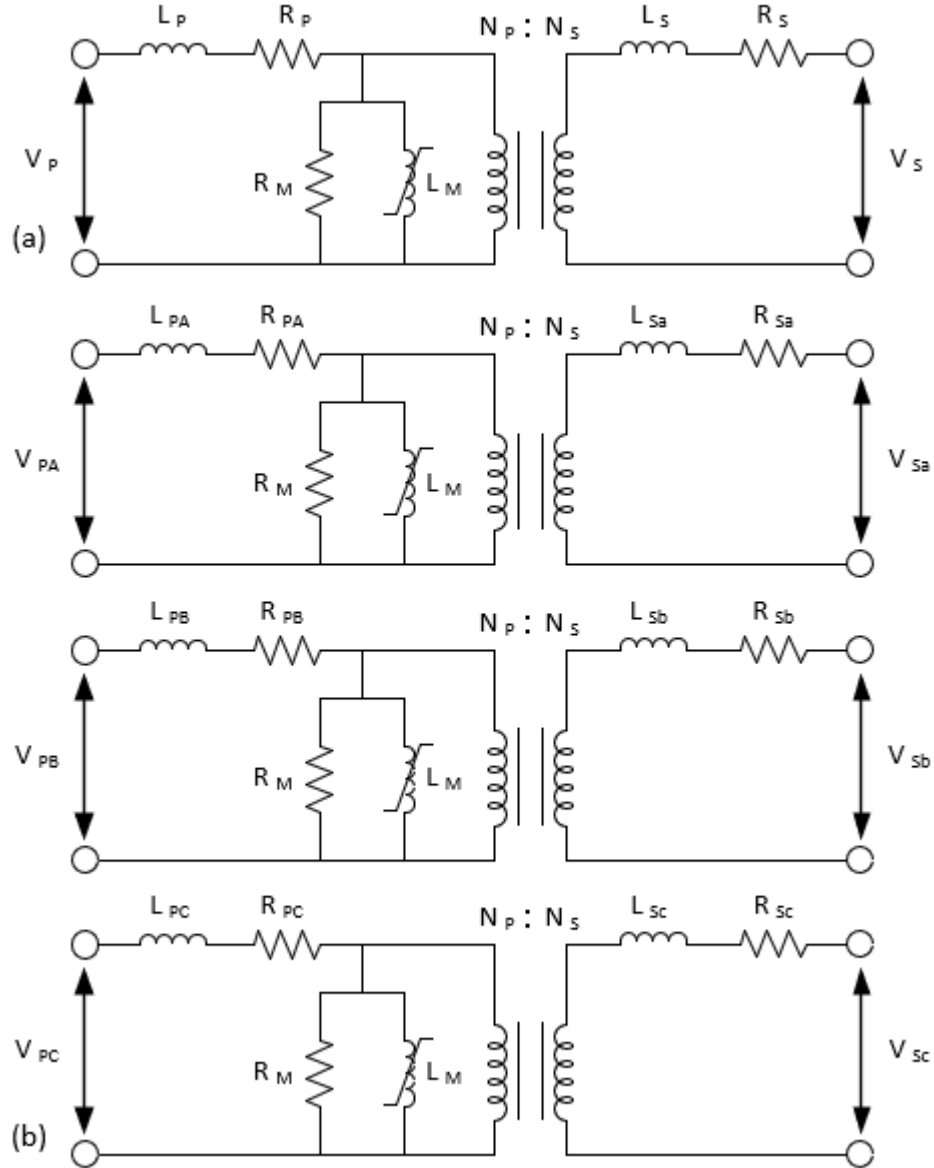 L P R P N P : N S L S R S
V P R M L M V S
(a)
L PA R PA N P : N S L Sa R Sa
V PA R M L M V Sa
L PB R PB N P : N S L Sb R Sb
V PB R M L M V Sb
L PC R PC N P : N S L Sc R Sc
V PC R M L M V Sc
(b)